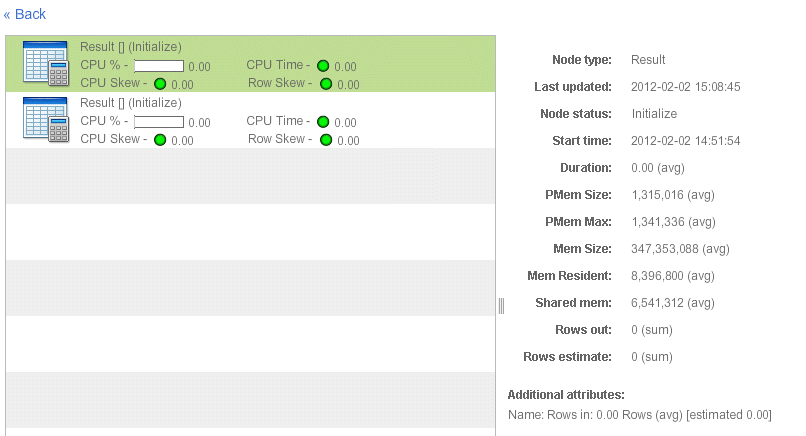 « Back
Result [] (Initialize)
CPU % - 0.00 CPU Time - 0.00
CPU Skew - 0.00 Row Skew - 0.00
Result [] (Initialize)
CPU % - 0.00 CPU Time - 0.00
CPU Skew - 0.00 Row Skew - 0.00
Node type: Result
Last updated: 2012-02-02 15:08:45
Node status: Initialize
Start time: 2012-02-02 14:51:54
Duration: 0.00 (avg)
PMem Size: 1,315,016 (avg)
PMem Max: 1,341,336 (avg)
Mem Size: 347,353,088 (avg)
Mem Resident: 8,396,800 (avg)
Shared mem: 6,541,312 (avg)
Rows out: 0 (sum)
Rows estimate: 0 (sum)
Additional attributes:
Name: Rows in: 0.00 Rows (avg) [estimated 0.00]